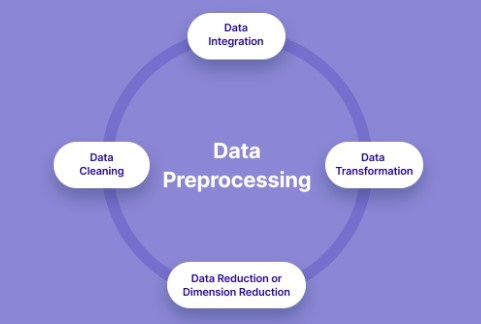 Data
Integration
Data
Cleaning
Data
Preprocessing
Data
Transformation
Data Reduction or
Dimension Reduction